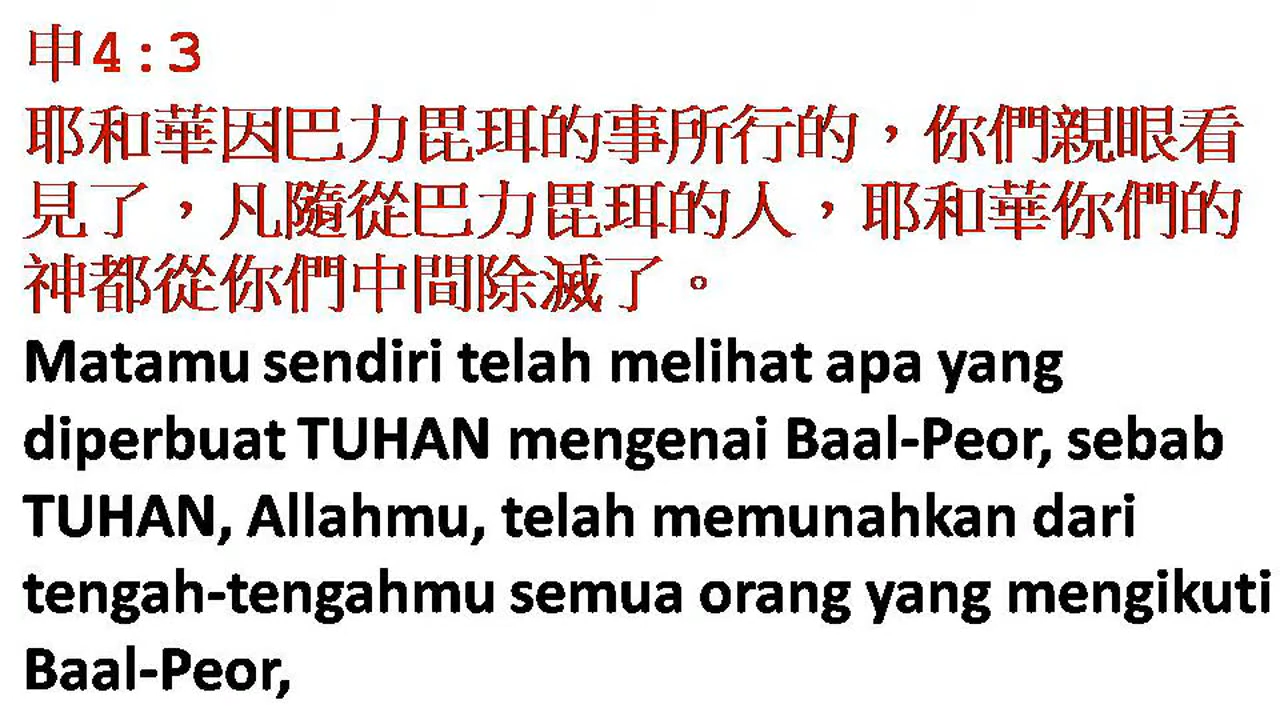 申4:3
耶和華因巴力毘珥的事所行的，你們親眼看
見了，凡隨從巴力毘珥的人，耶和華你們的
神都從你們中間除滅了。
Matamu sendiri telah melihat apa yang
diperbuat TUHAN mengenai Baal-Peor, sebab
TUHAN, Allahmu, telah memunahkan dari
tengah-tengahmu semua orang yang mengikuti
Baal-Peor,